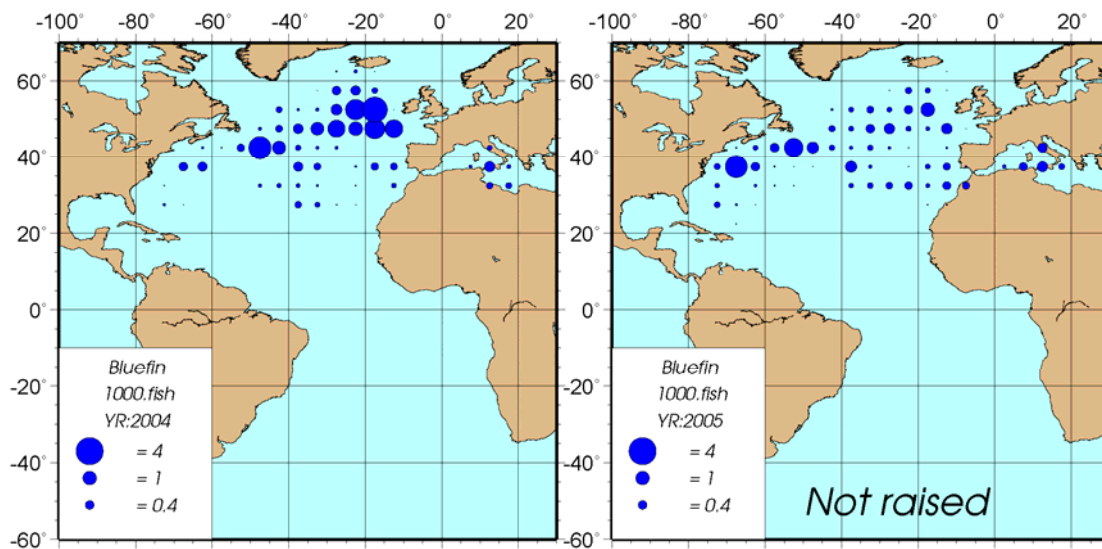 -100° -80° -60° -40° -20° 0° 20° -100° -80° -60° -40° -20° 0° 20°
60° 60°
40° 40°
20° 20°
0° 0°
-20° -20°
-40° -40°
-60° -60°
Bluefin
1000.fish
YR:2004
= 4
= 1
= 0.4
Bluefin
1000.fish
YR:2005
= 4
= 1
= 0.4
Not raised